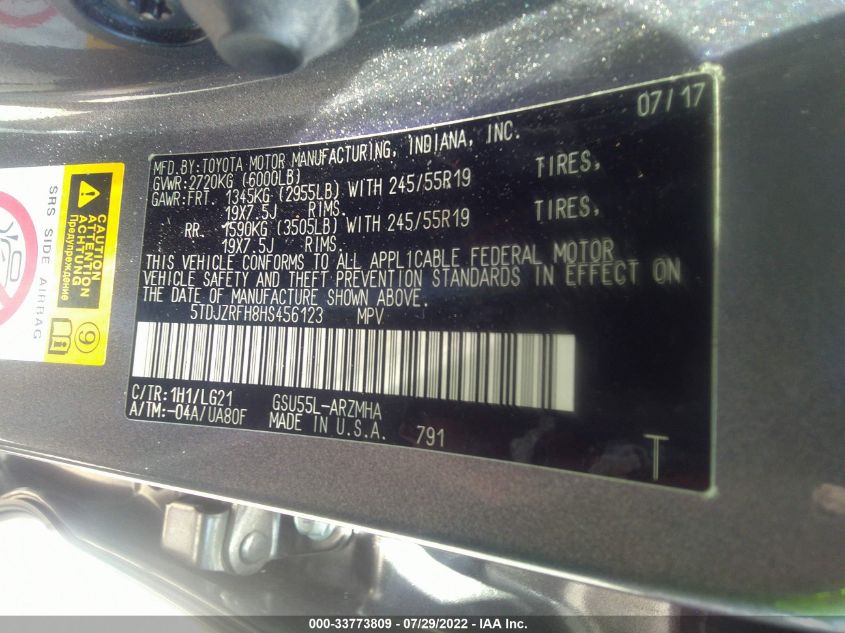 07/17
MFD.BY:TOYOTA MOTOR MANUFACTURING, INDIANA, INC.
GVWR:2720KG (6000LB)
GAWR:FRT. 1345KG (2955LB) WITH 245/55R19 TIRES,
19X7.5J RIMS.
RR. 1590KG (3505LB) WITH 245/55R19 TIRES,
19X7.5J RIMS.
THIS VEHICLE CONFORMS TO ALL APPLICABLE FEDERAL MOTOR
VEHICLE SAFETY AND THEFT PREVENTION STANDARDS IN EFFECT ON
THE DATE OF MANUFACTURE SHOWN ABOVE.
5TDJZRFH8HS456123 MPV
C/TR:1H1/LG21 GSU55L-ARZMHA
A/TM:-04A/UA80F MADE IN U.S.A. 791
T
SRS SIDE AIRBAG
CAUTION
ATTENTION
ACHTUNG
Предупреждение
9
000-33773809 - 07/29/2022 - IAA Inc.